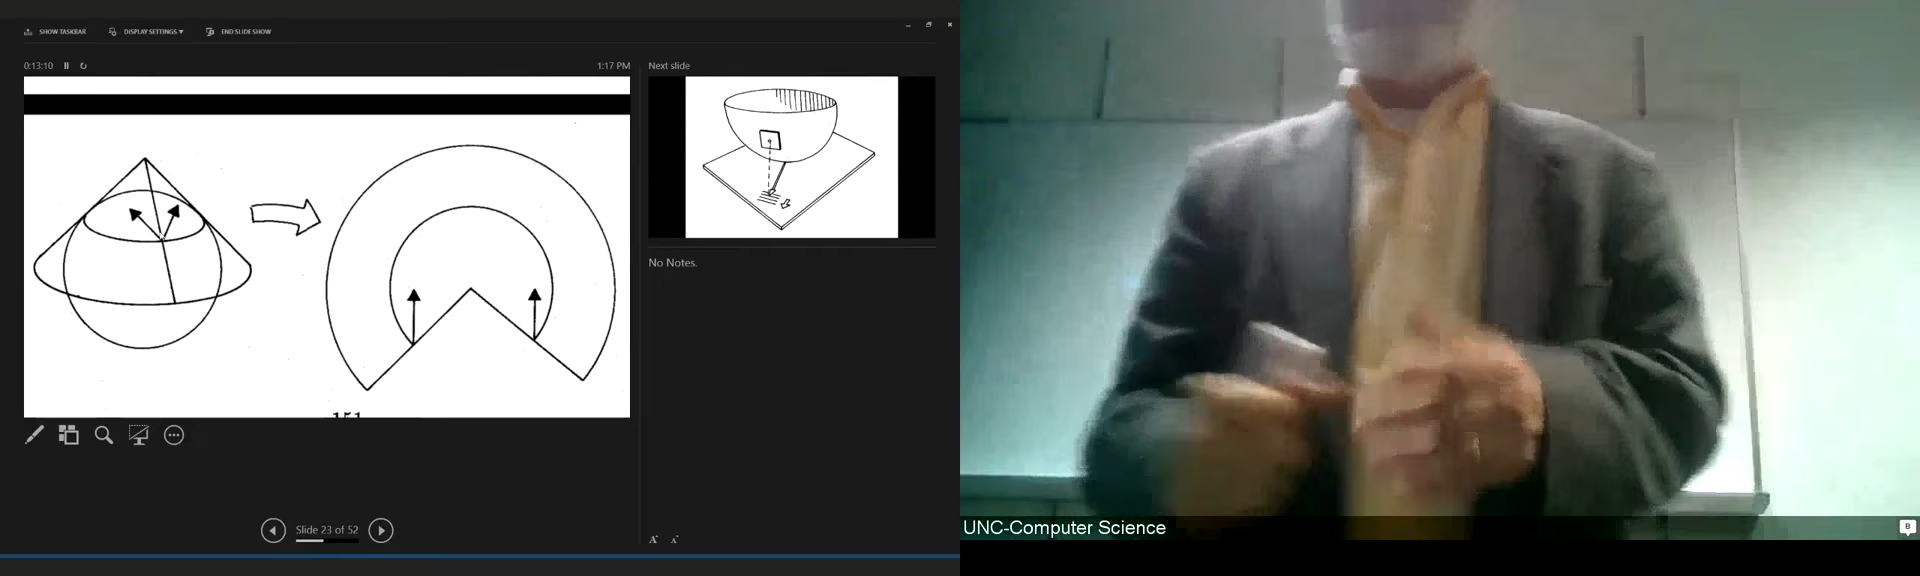 SHOW TASKBAR
DISPLAY SETTINGS ▾
END SLIDE SHOW
0:13:10
1:17 PM
Next slide
No Notes.
151
Slide 23 of 52
A
A
UNC-Computer Science
B